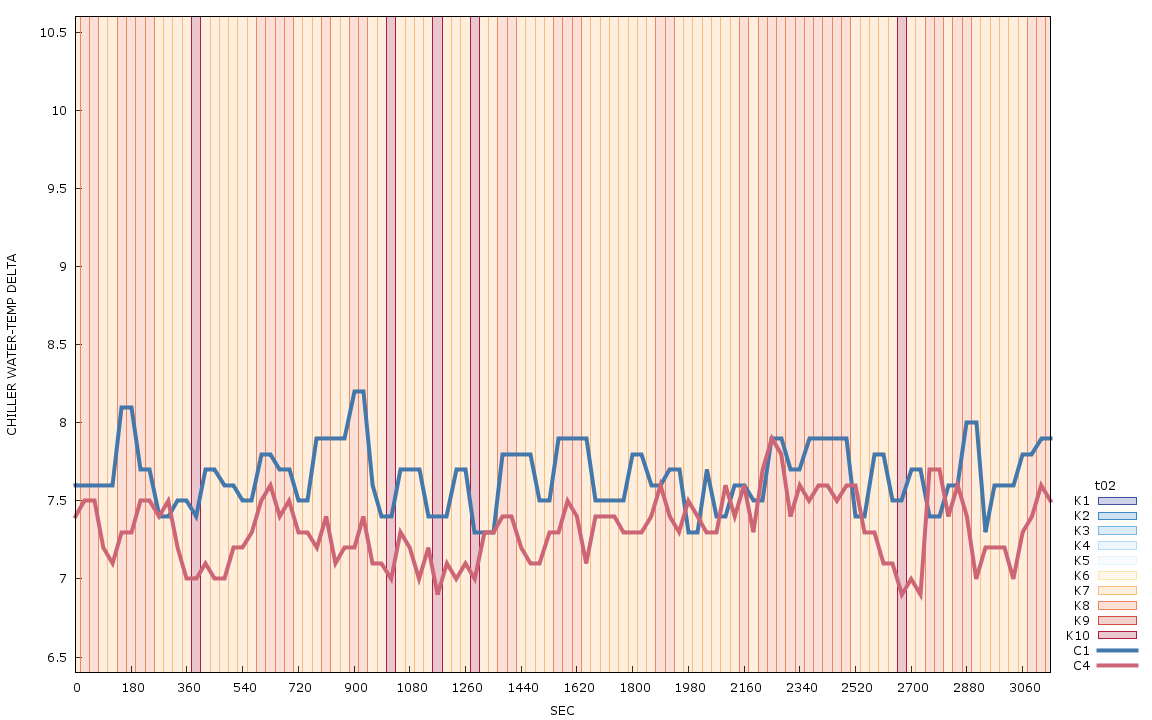 10.5
10
9.5
9
8.5
8
7.5
7
6.5
CHILLER WATER-TEMP DELTA
0 180 360 540 720 900 1080 1260 1440 1620 1800 1980 2160 2340 2520 2700 2880 3060
SEC
t02
K1
K2
K3
K4
K5
K6
K7
K8
K9
K10
C1
C4